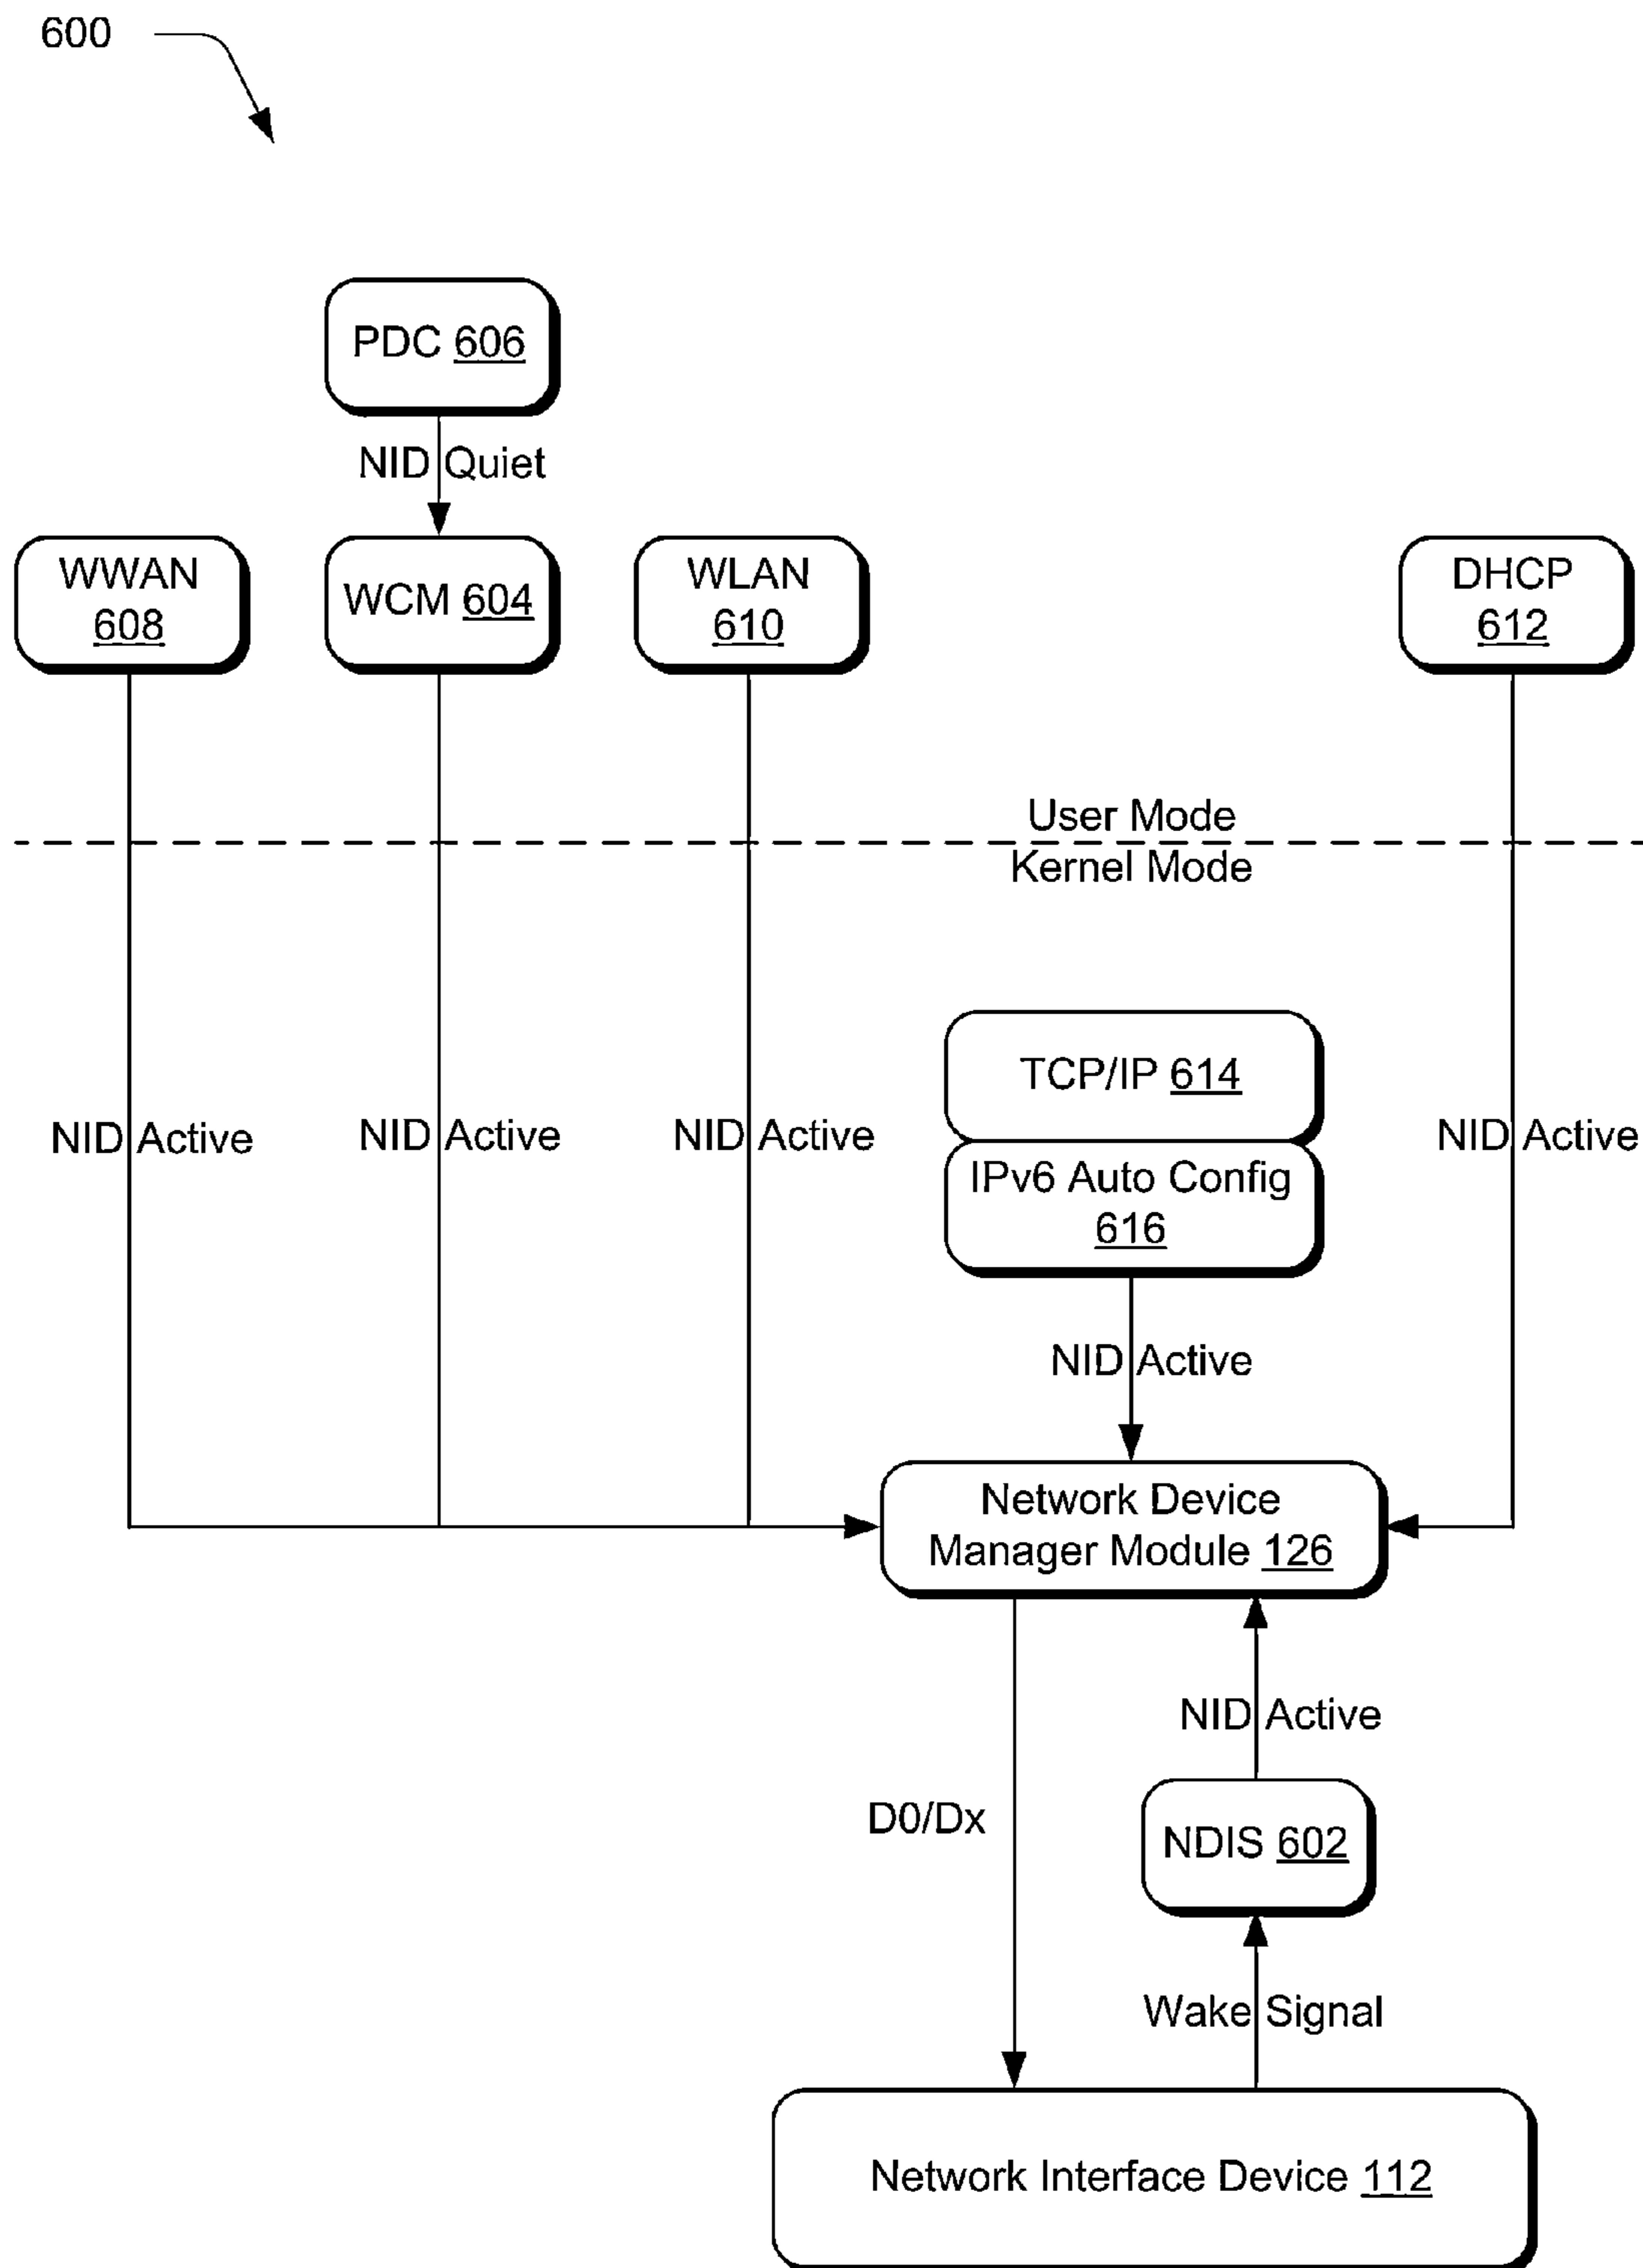 600
PDC 606
NID Quiet
WWAN
608
WCM 604
WLAN
610
DHCP
612
User Mode
Kernel Mode
TCP/IP 614
NID Active
NID Active
NID Active
NID Active
IPv6 Auto Config
616
NID Active
Network Device
Manager Module 126
NID Active
D0/Dx
NDIS 602
Wake Signal
Network Interface Device 112